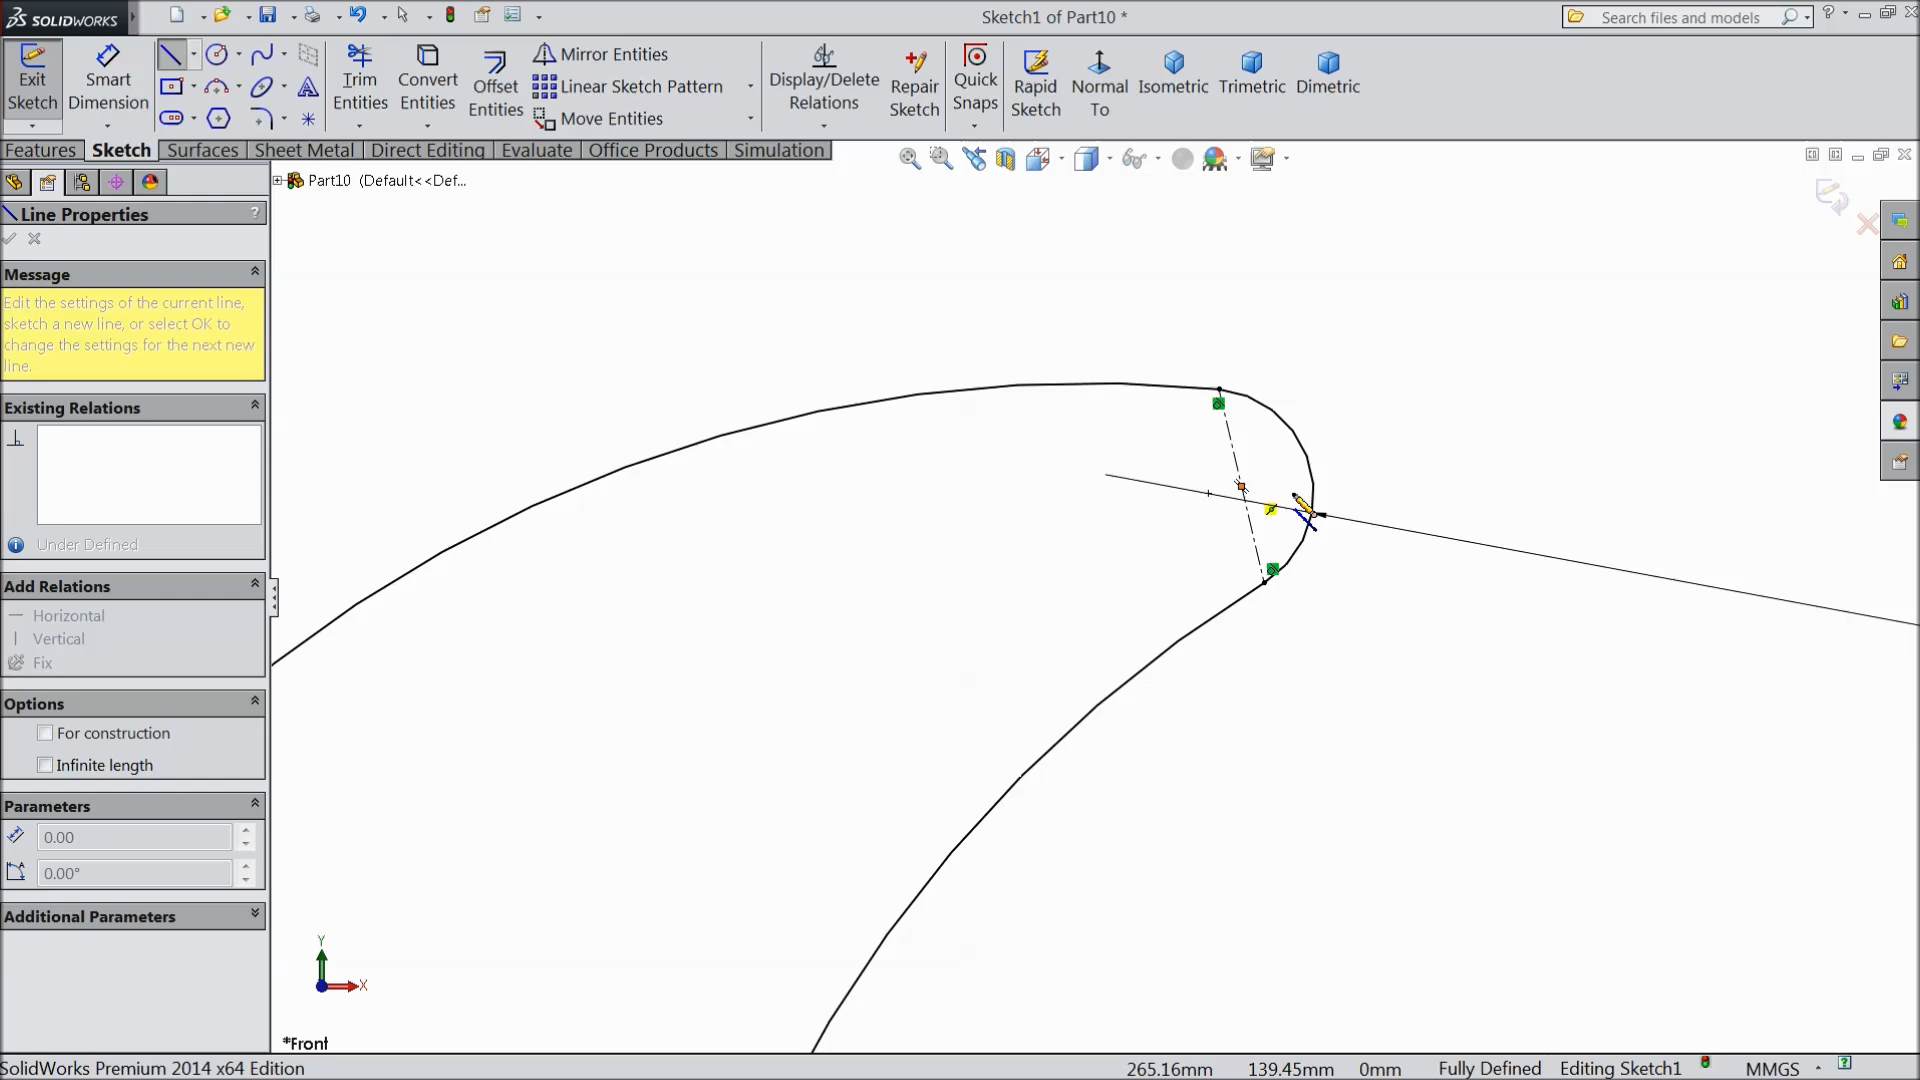 SOLIDWORKS
Sketch1 of Part10 *
Search files and models
Exit Sketch
Smart Dimension
Trim Entities
Convert Entities
Offset Entities
Mirror Entities
Linear Sketch Pattern
Move Entities
Display/Delete Relations
Repair Sketch
Quick Snaps
Rapid Sketch
Normal To
Isometric
Trimetric
Dimetric
Features
Sketch
Surfaces
Sheet Metal
Direct Editing
Evaluate
Office Products
Simulation
Part10 (Default<<Def...
Line Properties
?
Message
Edit the settings of the current line,
sketch a new line, or select OK to
change the settings for the next new
line.
Existing Relations
Under Defined
Add Relations
Horizontal
Vertical
Fix
Options
For construction
Infinite length
Parameters
0.00
0.00°
Additional Parameters
Y
X
*Front
SolidWorks Premium 2014 x64 Edition
265.16mm
139.45mm
0mm
Fully Defined
Editing Sketch1
MMGS